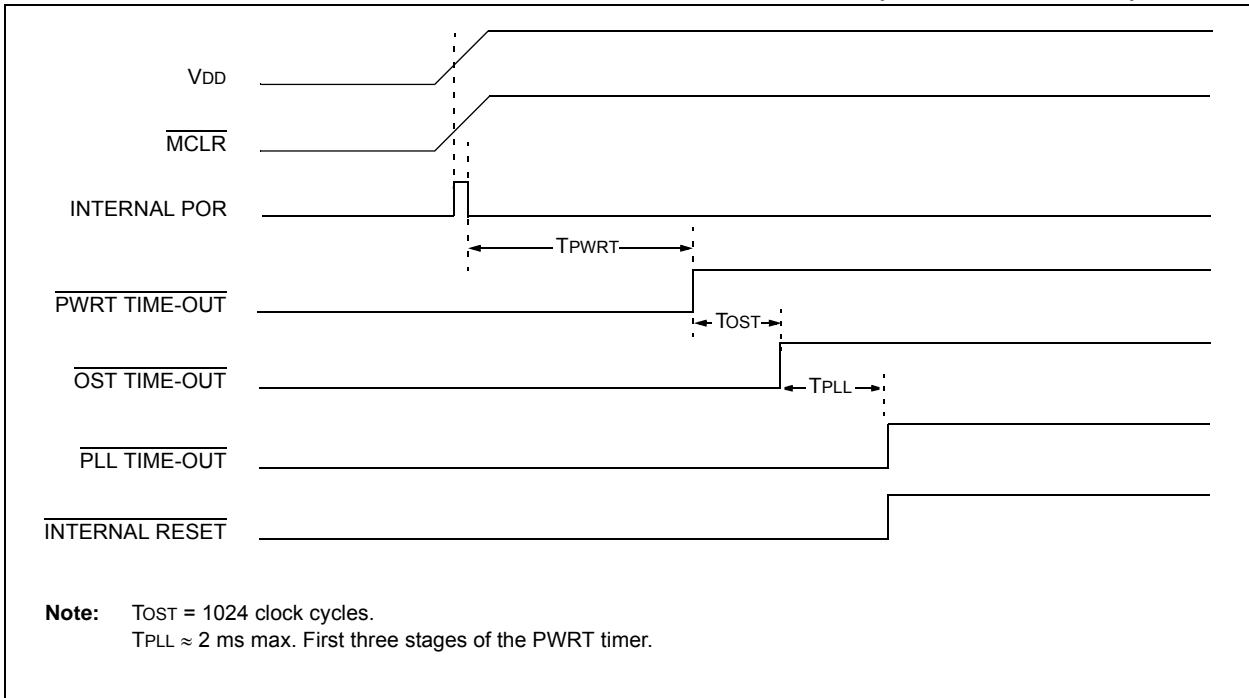 VDD
MCLR
INTERNAL POR
TPWRT
PWRT TIME-OUT
TOST
OST TIME-OUT
TPLL
PLL TIME-OUT
INTERNAL RESET
Note: TOST = 1024 clock cycles.
TPLL ≈ 2 ms max. First three stages of the PWRT timer.